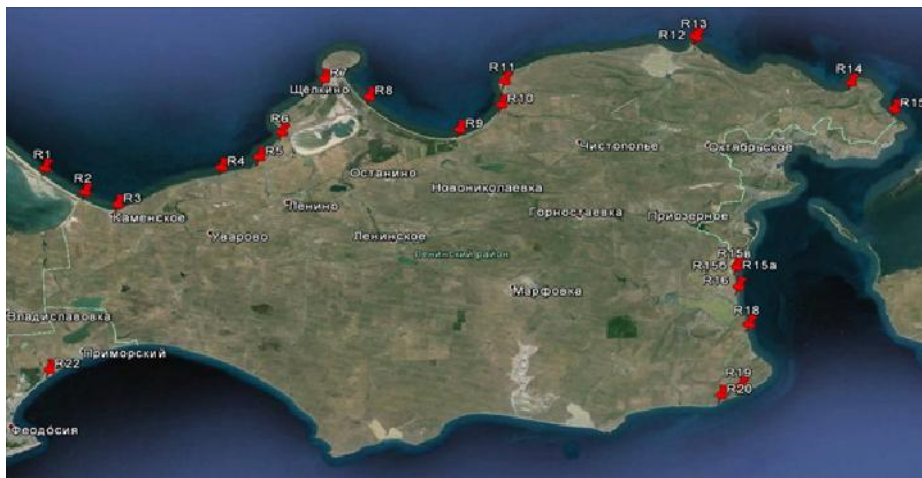 R13
R12
R11
R14
R7
Щёлкино
R8
R15
R10
R6
R9
Чистополье
Октябрьское
R5
R1
R4
Останино
R2
Новониколаевка
R3
Каменское
Ленино
Горностаевка
Приозерное
Уварово
Ленинское
Ленинский район
R15в
R15б
R15а
R16
Марфовка
Владиславовка
R18
Приморский
R22
R19
R20
Феодосия